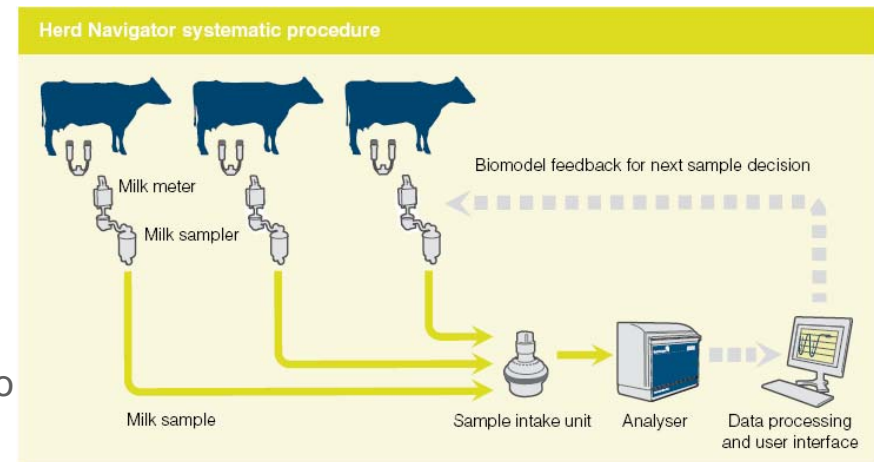 Herd Navigator systematic procedure
Biomodel feedback for next sample decision
Milk meter
Milk sampler
o
Milk sample
Sample intake unit
Analyser
Data processing
and user interface